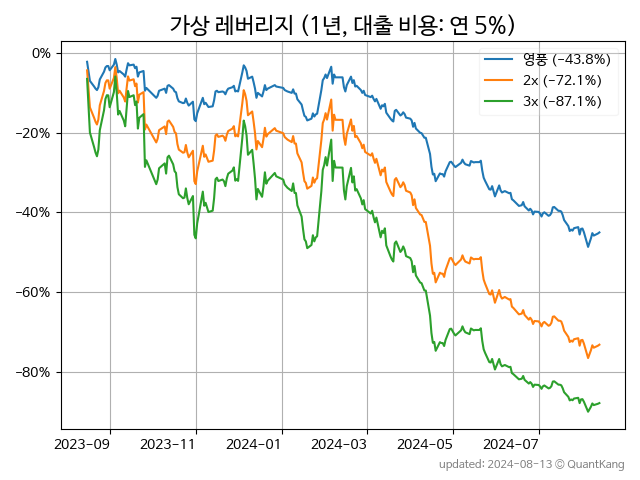 가상 레버리지 (1년, 대출 비용: 연 5%)
0%
−20%
−40%
−60%
−80%
영풍 (−43.8%)
2x (−72.1%)
3x (−87.1%)
2023-09 2023-11 2024-01 2024-03 2024-05 2024-07
updated: 2024-08-13 © QuantKang